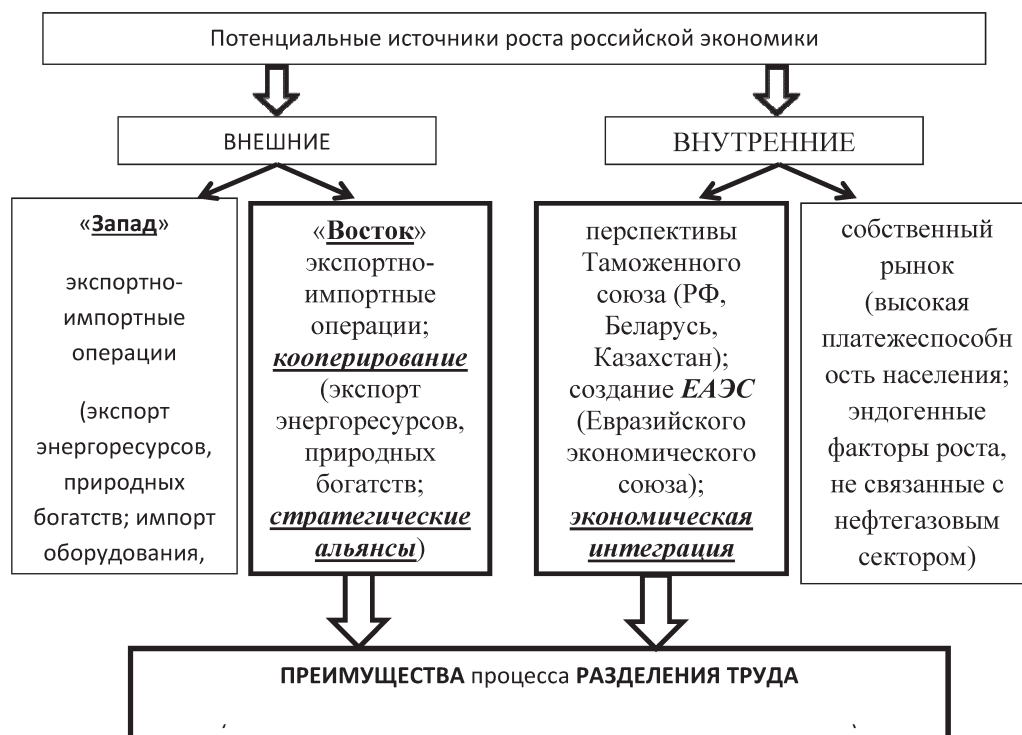 Потенциальные источники роста российской экономики
ВНЕШНИЕ
ВНУТРЕННИЕ
«Запад»
экспортно-
импортные
операции
(экспорт
энергоресурсов,
природных
богатств; импорт
оборудования,
«Восток»
экспортно-
импортные
операции;
кооперирование
(экспорт
энергоресурсов,
природных
богатств;
стратегические
альянсы)
перспективы
Таможенного
союза (РФ,
Беларусь,
Казахстан);
создание ЕАЭС
(Евразийского
экономического
союза);
экономическая
интеграция
собственный
рынок
(высокая
платежеспособн
ость населения;
эндогенные
факторы роста,
не связанные с
нефтегазовым
сектором)
ПРЕИМУЩЕСТВА процесса РАЗДЕЛЕНИЯ ТРУДА